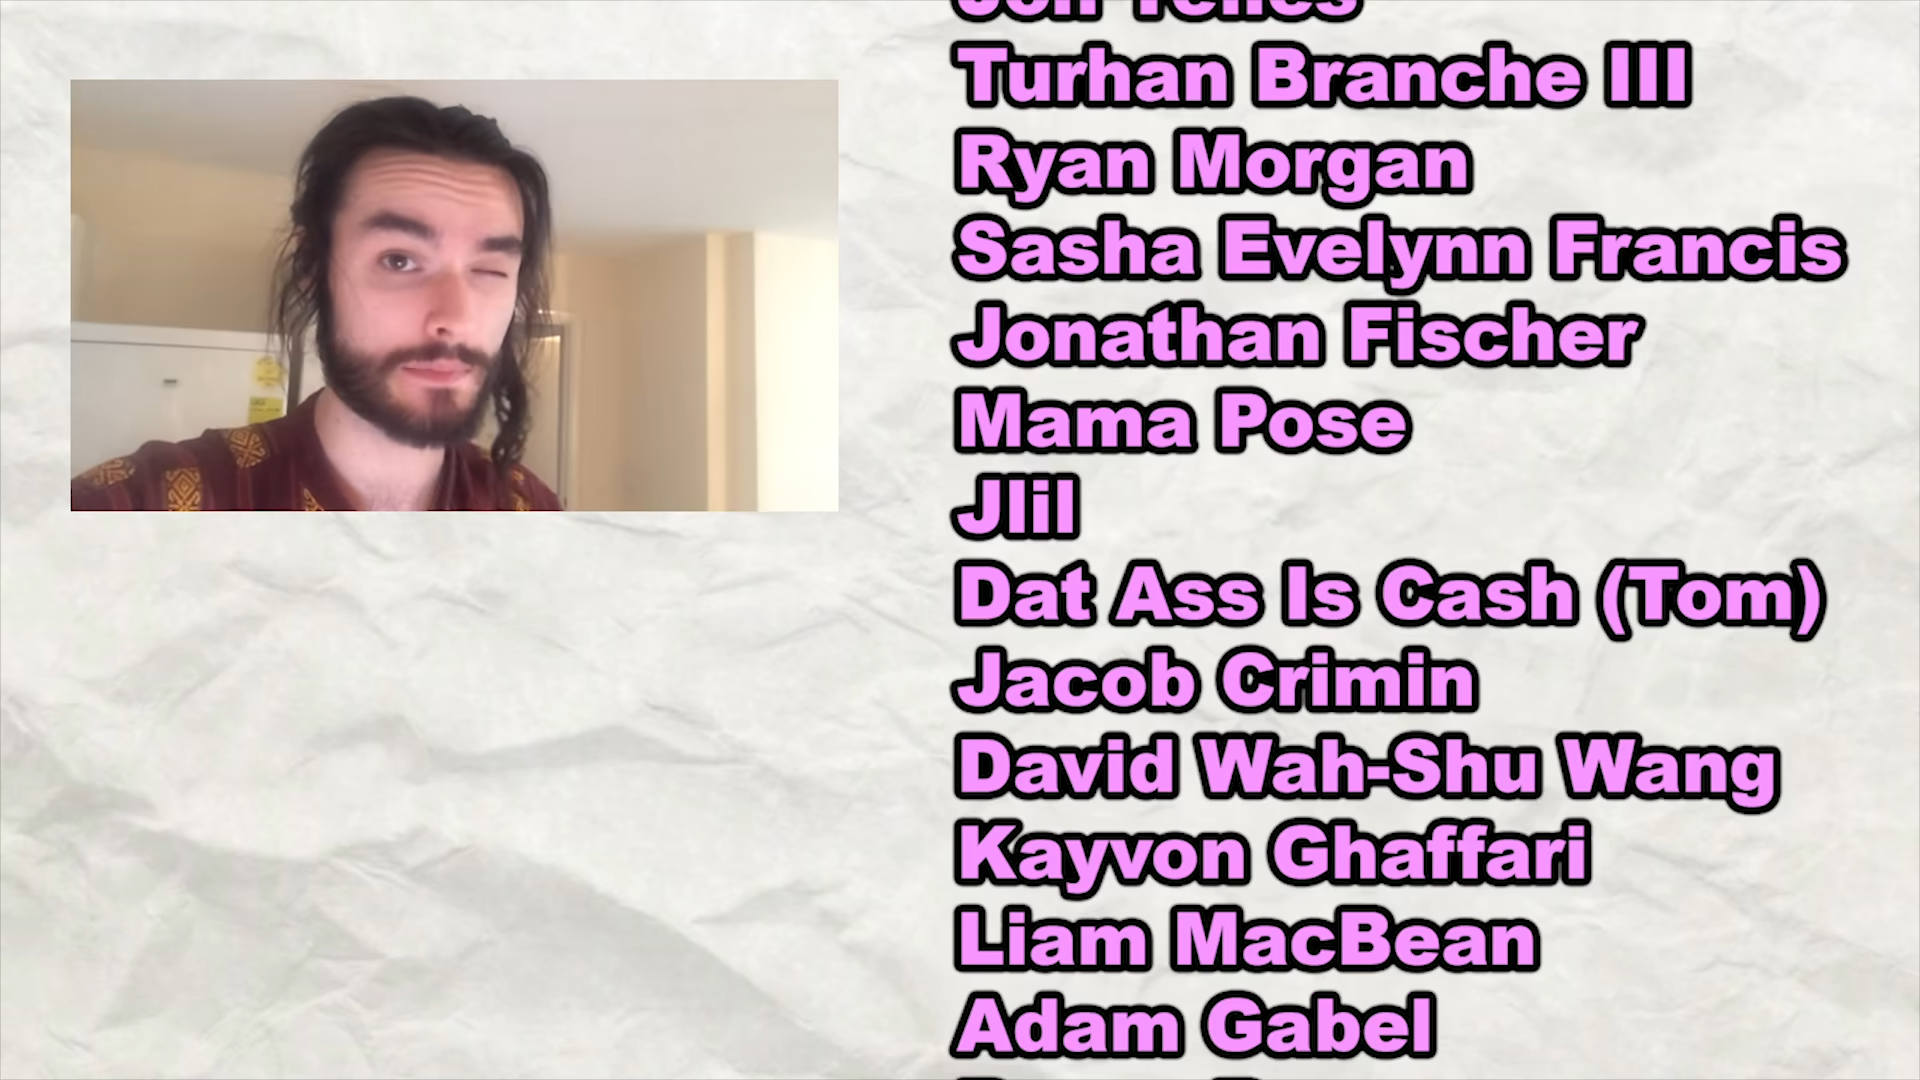 Turhan Branche III
Ryan Morgan
Sasha Evelynn Francis
Jonathan Fischer
Mama Pose
Jlil
Dat Ass Is Cash (Tom)
Jacob Crimin
David Wah-Shu Wang
Kayvon Ghaffari
Liam MacBean
Adam Gabel